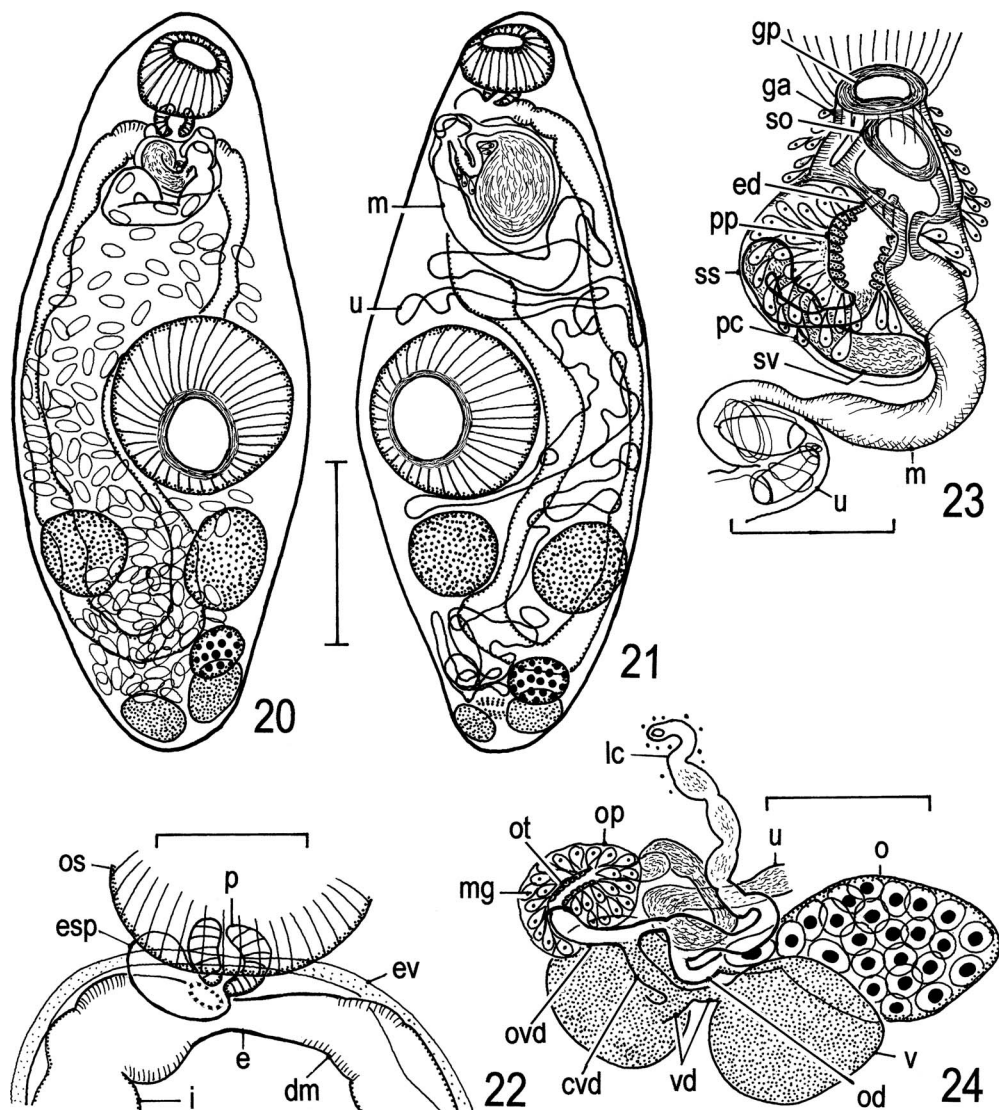 20
m
u
21
gp
ga
so
ed
pp
ss
pc
sv
m
u
23
os
p
esp
ev
e
dm
i
22
lc
op
ot
mg
u
o
ovd
cvd
vd
od
v
24